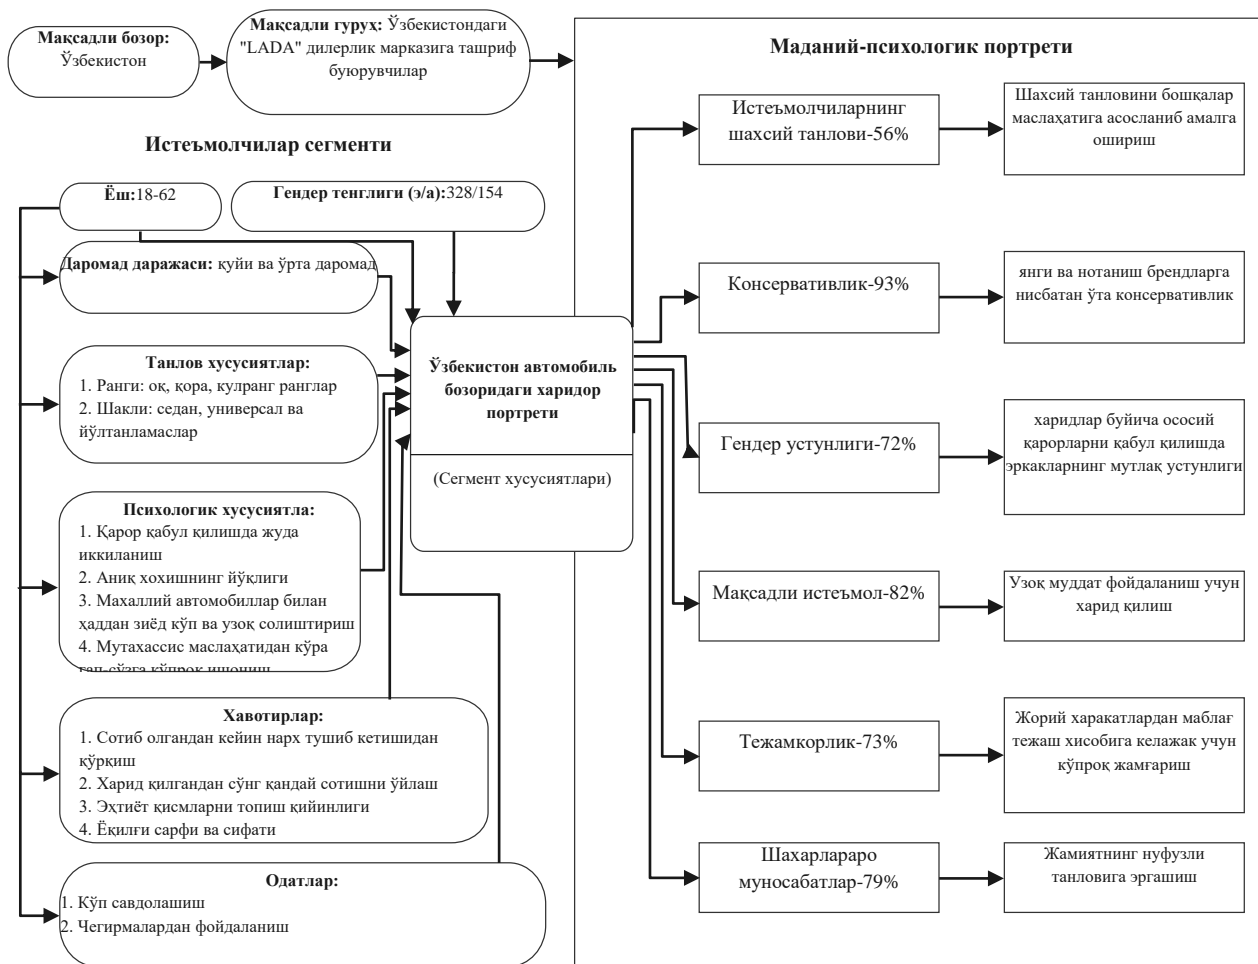 Мақсадли бозор:
Ўзбекистон
Мақсадли гуруҳ: Ўзбекистондаги
"LADA" дилерлик марказига ташриф
буюрувчилар
Истеъмолчилар сегменти
Ёш:18-62
Гендер тенглиги (э/а):328/154
Даромад даражаси: қуйи ва ўрта даромад
Танлов хусусиятлар:
1. Ранги: оқ, қора, кулранг ранглар
2. Шакли: седан, универсал ва
йўлтанламаслар
Психологик хусусиятла:
1. Қарор қабул қилишда жуда
иккиланиш
2. Аниқ хохишнинг йўқлиги
3. Махаллий автомобиллар билан
ҳаддан зиёд кўп ва узоқ солиштириш
4. Мутахассис маслаҳатидан кўра
гап-сўзга кўпроқ ишониш
Хавотирлар:
1. Сотиб олгандан кейин нарх тушиб кетишидан
қўрқиш
2. Харид қилгандан сўнг қандай сотишни ўйлаш
3. Эҳтиёт қисмларни топиш қийинлиги
4. Ёқилғи сарфи ва сифати
Одатлар:
1. Кўп савдолашиш
2. Чегирмалардан фойдаланиш
Ўзбекистон автомобиль
бозоридаги харидор
портрети
(Сегмент хусусиятлари)
Маданий-психологик портрети
Истеъмолчиларнинг
шахсий танлови-56%
Шахсий танловини бошқалар
маслаҳатига асосланиб амалга
ошириш
Консервативлик-93%
янги ва нотаниш брендларга
нисбатан ўта консервативлик
Гендер устунлиги-72%
харидлар буйича ососий
қарорларни қабул қилишда
эркакларнинг мутлақ устунлиги
Мақсадли истеъмол-82%
Узоқ муддат фойдаланиш учун
харид қилиш
Тежамкорлик-73%
Жорий харакатлардан маблағ
тежаш хисобига келажак учун
кўпроқ жамғариш
Шахарлараро
муносабатлар-79%
Жамиятнинг нуфузли
танловига эргашиш